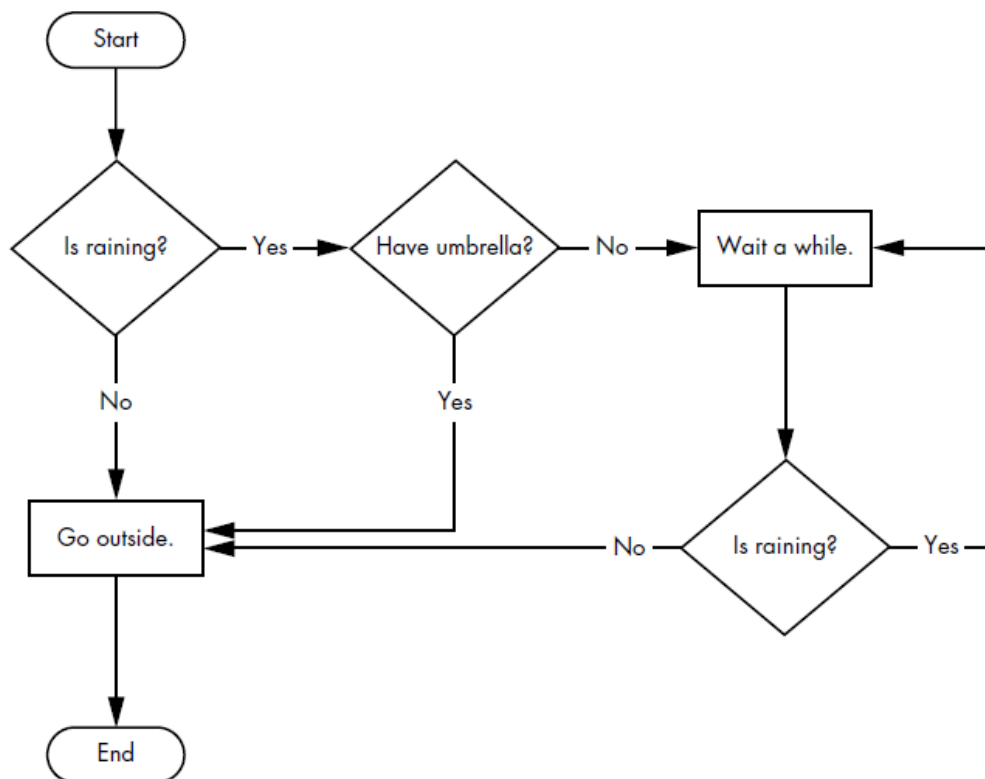 Start
Is raining?
Yes
Have umbrella?
No
Wait a while.
No
Yes
Go outside.
No
Is raining?
Yes
End